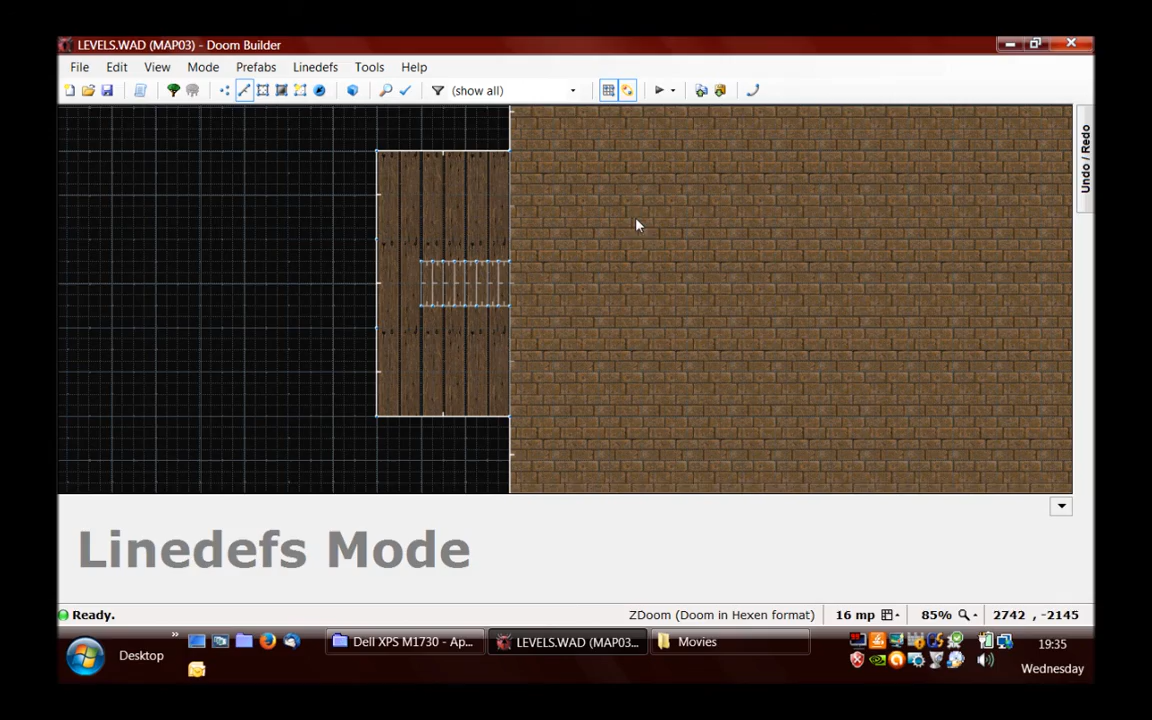 LEVELS.WAD (MAP03) - Doom Builder
File Edit View Mode Prefabs Linedefs Tools Help
(show all)
Undo / Redo
Linedefs Mode
Ready. ZDoom (Doom in Hexen format) 16 mp 85% 2742 , -2145
Desktop » Dell XPS M1730 - Ap... LEVELS.WAD (MAP03... Movies 19:35
Wednesday